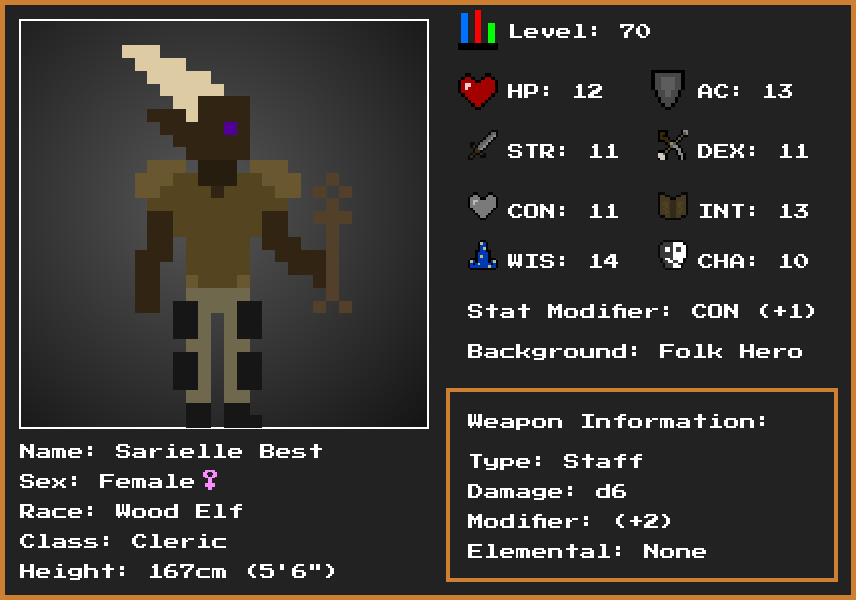 Level: 70
HP: 12
AC: 13
STR: 11
DEX: 11
CON: 11
INT: 13
WIS: 14
CHA: 10
Stat Modifier: CON (+1)
Background: Folk Hero
Weapon Information:
Type: Staff
Damage: d6
Modifier: (+2)
Elemental: None
Name: Sarielle Best
Sex: Female♀
Race: Wood Elf
Class: Cleric
Height: 167cm (5'6")